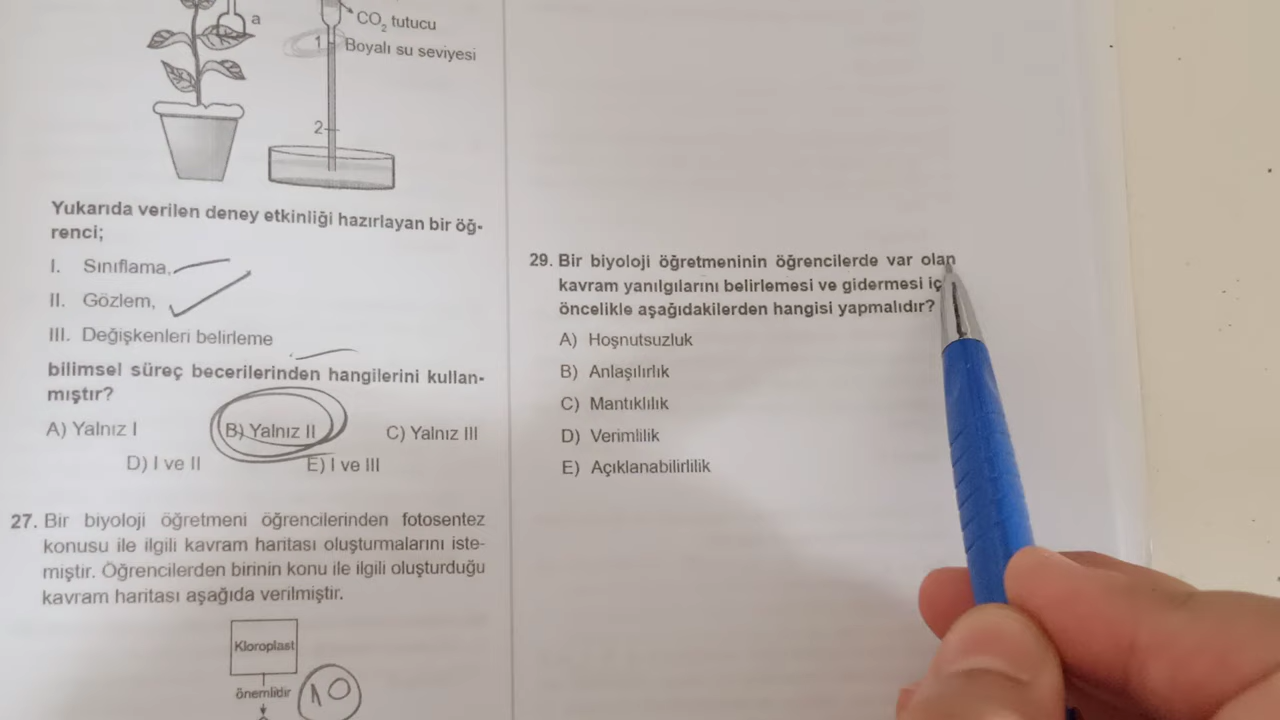 a
CO₂ tutucu
1
Boyalı su seviyesi
2
Yukarıda verilen deney etkinliği hazırlayan bir öğ-
renci;
I. Sınıflama,
II. Gözlem,
III. Değişkenleri belirleme
bilimsel süreç becerilerinden hangilerini kullan-
mıştır?
A) Yalnız I
B) Yalnız II
C) Yalnız III
D) I ve II
E) I ve III
27. Bir biyoloji öğretmeni öğrencilerinden fotosentez
konusu ile ilgili kavram haritası oluşturmalarını iste-
miştir. Öğrencilerden birinin konu ile ilgili oluşturduğu
kavram haritası aşağıda verilmiştir.
Kloroplast
önemlidir
10
29. Bir biyoloji öğretmeninin öğrencilerde var olan
kavram yanılgılarını belirlemesi ve gidermesi iç
öncelikle aşağıdakilerden hangisi yapmalıdır?
A) Hoşnutsuzluk
B) Anlaşılırlık
C) Mantıklılık
D) Verimlilik
E) Açıklanabilirlilik